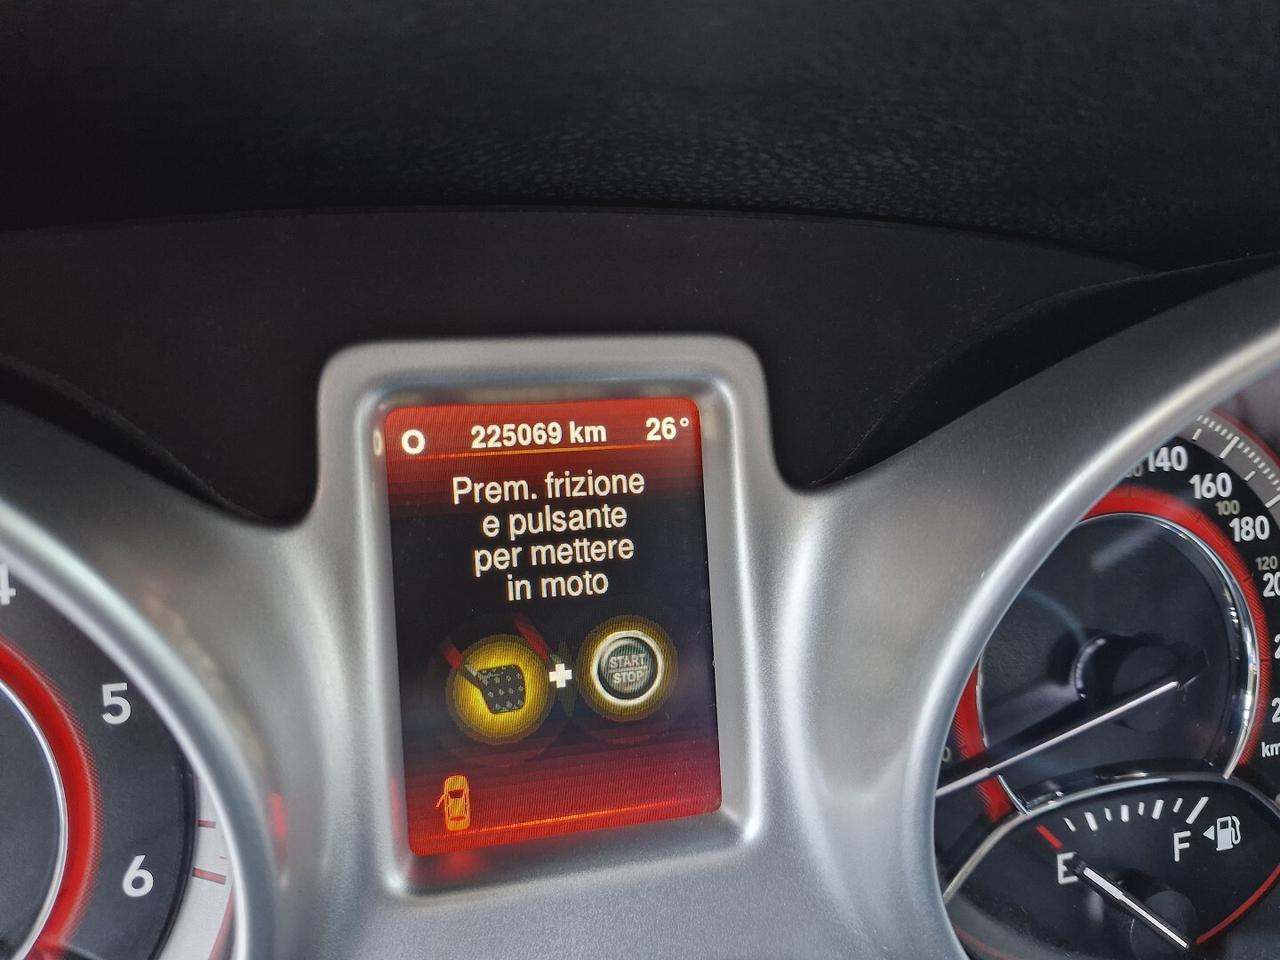 O 225069 km 26°
Prem. frizione
e pulsante
per mettere
in moto
START
STOP
4
5
6
140
160
100
180
120
E
F